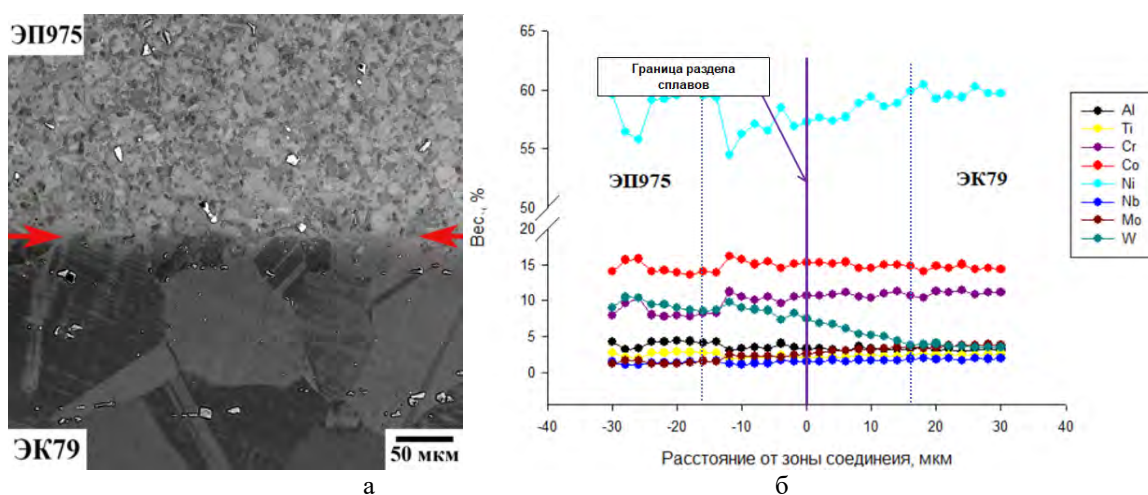 ЭП975
ЭК79
50 мкм
а
65
60
55
50
20
15
10
5
0
Вес., %
Граница раздела
сплавов
ЭП975
ЭК79
-40
-30
-20
-10
0
10
20
30
40
Расстояние от зоны соединеия, мкм
Al
Ti
Cr
Co
Ni
Nb
Mo
W
б